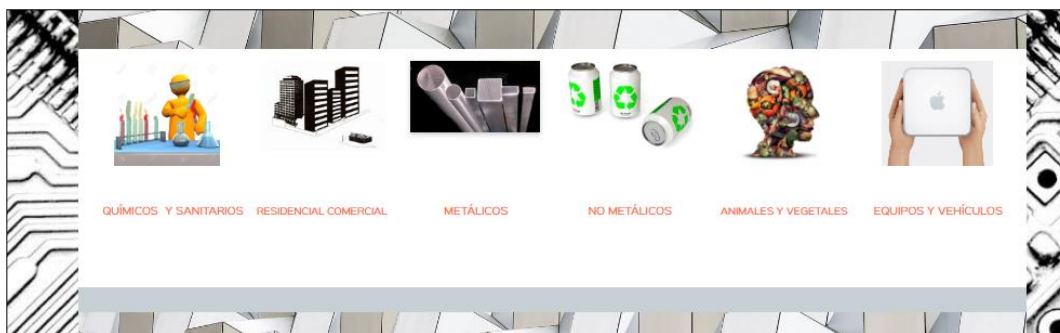 QUÍMICOS Y SANITARIOS
RESIDENCIAL COMERCIAL
METÁLICOS
NO METÁLICOS
ANIMALES Y VEGETALES
EQUIPOS Y VEHÍCULOS